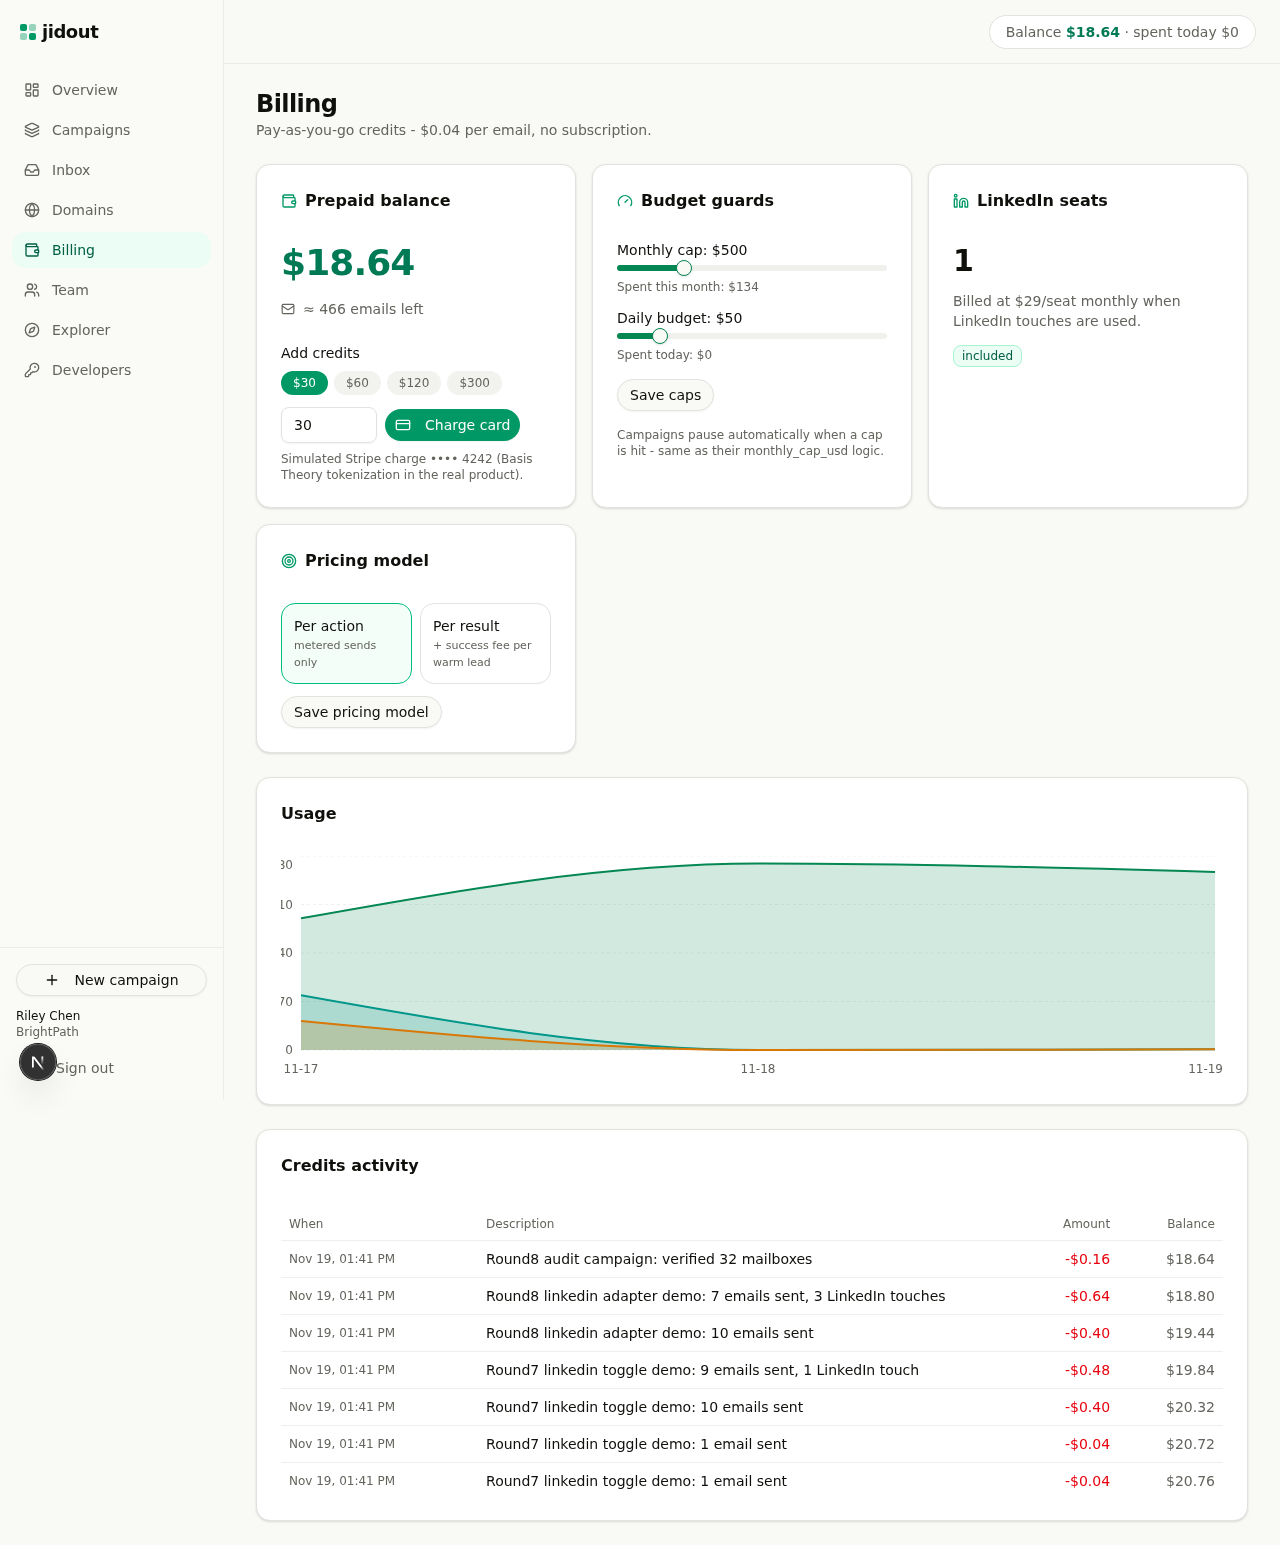 jidout
Balance $18.64 · spent today $0
Overview
Campaigns
Inbox
Domains
Billing
Team
Explorer
Developers
New campaign
Riley Chen
BrightPath
N
Sign out
Billing
Pay-as-you-go credits - $0.04 per email, no subscription.
Prepaid balance
$18.64
≈ 466 emails left
Add credits
$30 $60 $120 $300
30 Charge card
Simulated Stripe charge •••• 4242 (Basis
Theory tokenization in the real product).
Budget guards
Monthly cap: $500
Spent this month: $134
Daily budget: $50
Spent today: $0
Save caps
Campaigns pause automatically when a cap
is hit - same as their monthly_cap_usd logic.
LinkedIn seats
1
Billed at $29/seat monthly when
LinkedIn touches are used.
included
Pricing model
Per action
metered sends
only
Per result
+ success fee per
warm lead
Save pricing model
Usage
80
10
40
70
0
11-17 11-18 11-19
Credits activity
When Description Amount Balance
Nov 19, 01:41 PM Round8 audit campaign: verified 32 mailboxes -$0.16 $18.64
Nov 19, 01:41 PM Round8 linkedin adapter demo: 7 emails sent, 3 LinkedIn touches -$0.64 $18.80
Nov 19, 01:41 PM Round8 linkedin adapter demo: 10 emails sent -$0.40 $19.44
Nov 19, 01:41 PM Round7 linkedin toggle demo: 9 emails sent, 1 LinkedIn touch -$0.48 $19.84
Nov 19, 01:41 PM Round7 linkedin toggle demo: 10 emails sent -$0.40 $20.32
Nov 19, 01:41 PM Round7 linkedin toggle demo: 1 email sent -$0.04 $20.72
Nov 19, 01:41 PM Round7 linkedin toggle demo: 1 email sent -$0.04 $20.76